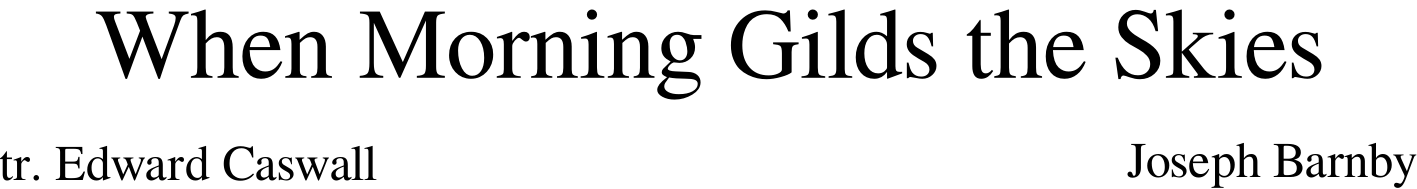 When Morning Gilds the Skies
tr. Edward Caswall Joseph Barnby